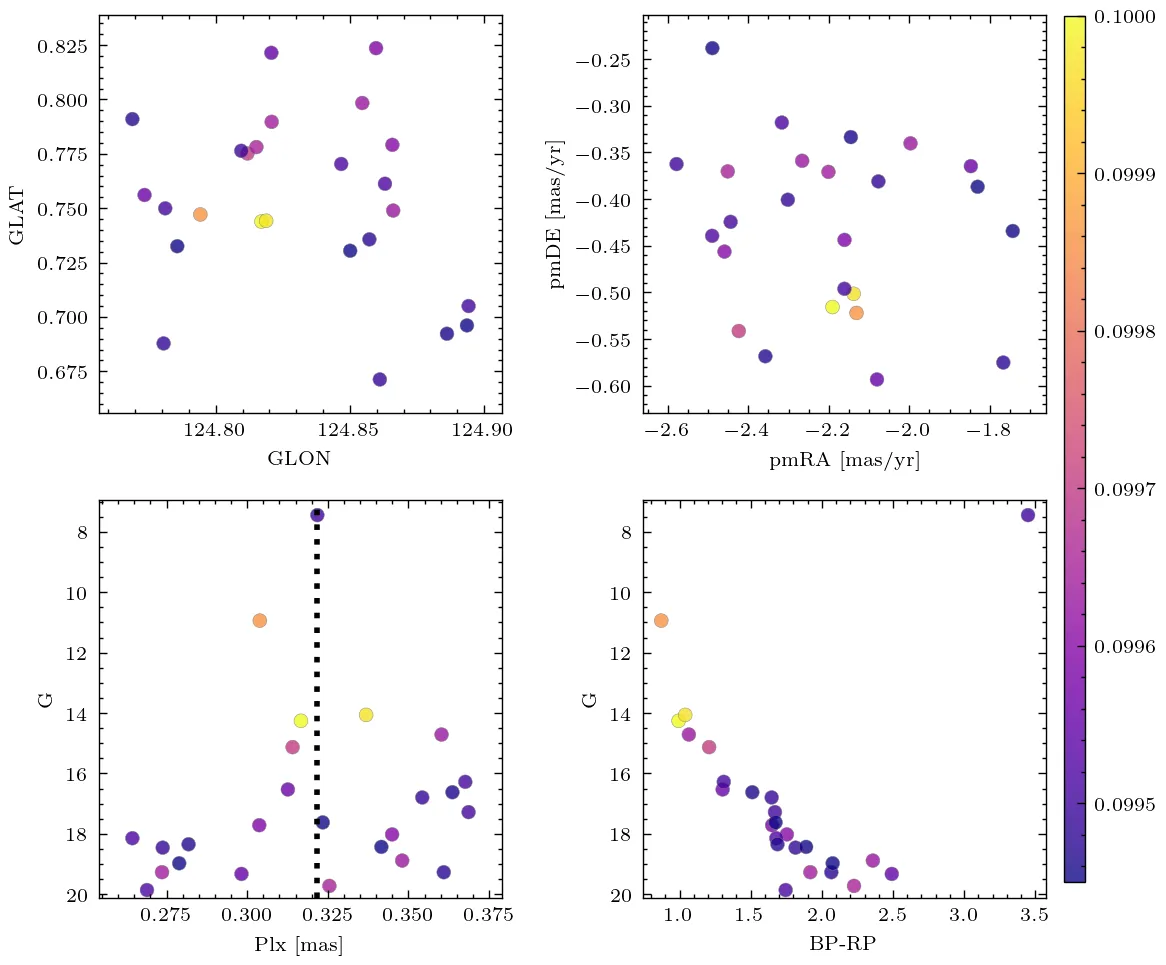 0.825
0.800
0.775
0.750
0.725
0.700
0.675
GLAT
124.80 124.85 124.90
GLON
−0.25
−0.30
−0.35
−0.40
−0.45
−0.50
−0.55
−0.60
pmDE [mas/yr]
−2.6 −2.4 −2.2 −2.0 −1.8
pmRA [mas/yr]
0.1000
0.0999
0.0998
0.0997
0.0996
0.0995
8
10
12
14
16
18
20
G
0.275 0.300 0.325 0.350 0.375
Plx [mas]
8
10
12
14
16
18
20
G
1.0 1.5 2.0 2.5 3.0 3.5
BP-RP